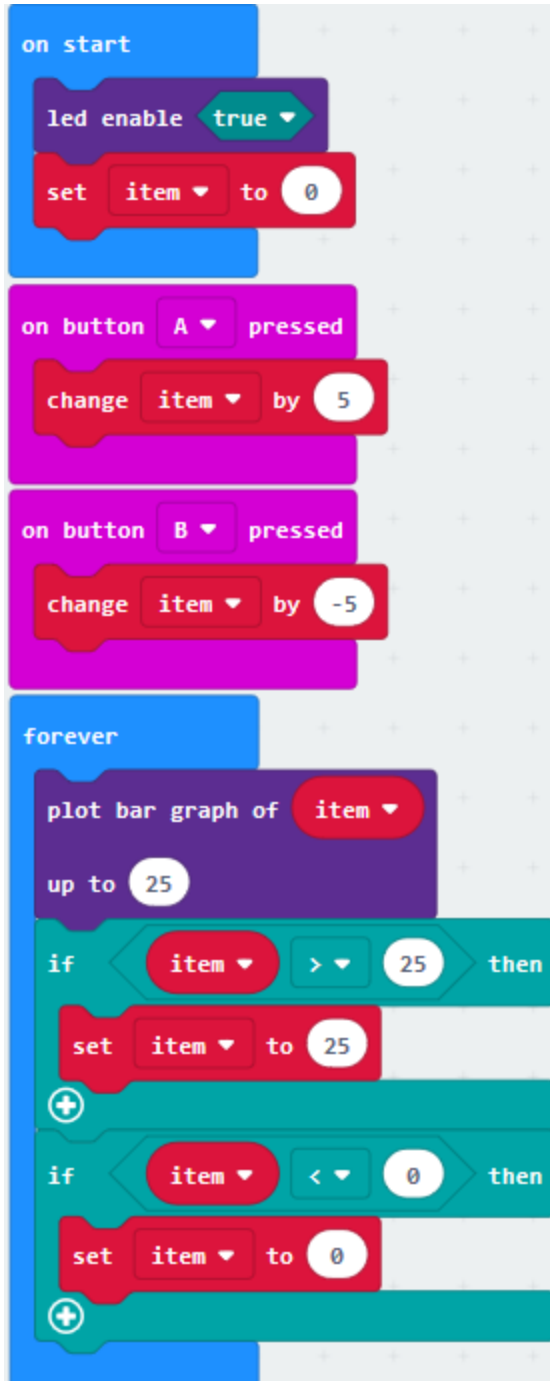 on start
led enable true
set item to 0
on button A pressed
change item by 5
on button B pressed
change item by -5
forever
plot bar graph of item
up to 25
if item > 25 then
set item to 25
if item < 0 then
set item to 0